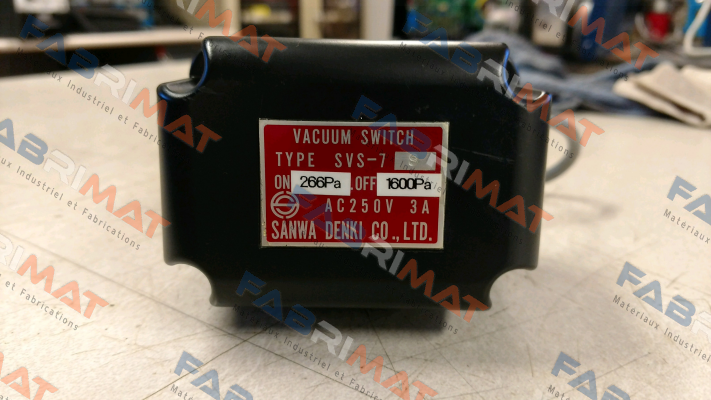 VACUUM SWITCH
TYPE SVS-7
ON 266Pa .OFF 1600Pa
AC250V 3A
SANWA DENKI CO.,LTD.
FABRIMAT
Matériaux Industriel et Fabrications